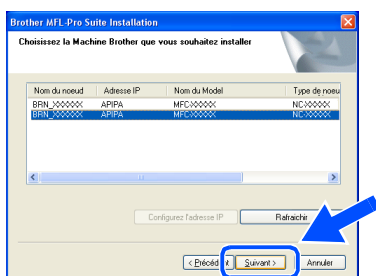 Brother MFL-Pro Suite Installation
Choisissez la Machine Brother que vous souhaitez installer
Nom du noeud Adresse IP Nom du Model Type de noeu
BRN_XXXXXX APIPA MFC-XXXXX NC-XXXXX
BRN_XXXXXX APIPA MFC-XXXXX NC-XXXXX
Configurez l'adresse IP Rafraîchir
< Précédent Suivant > Annuler